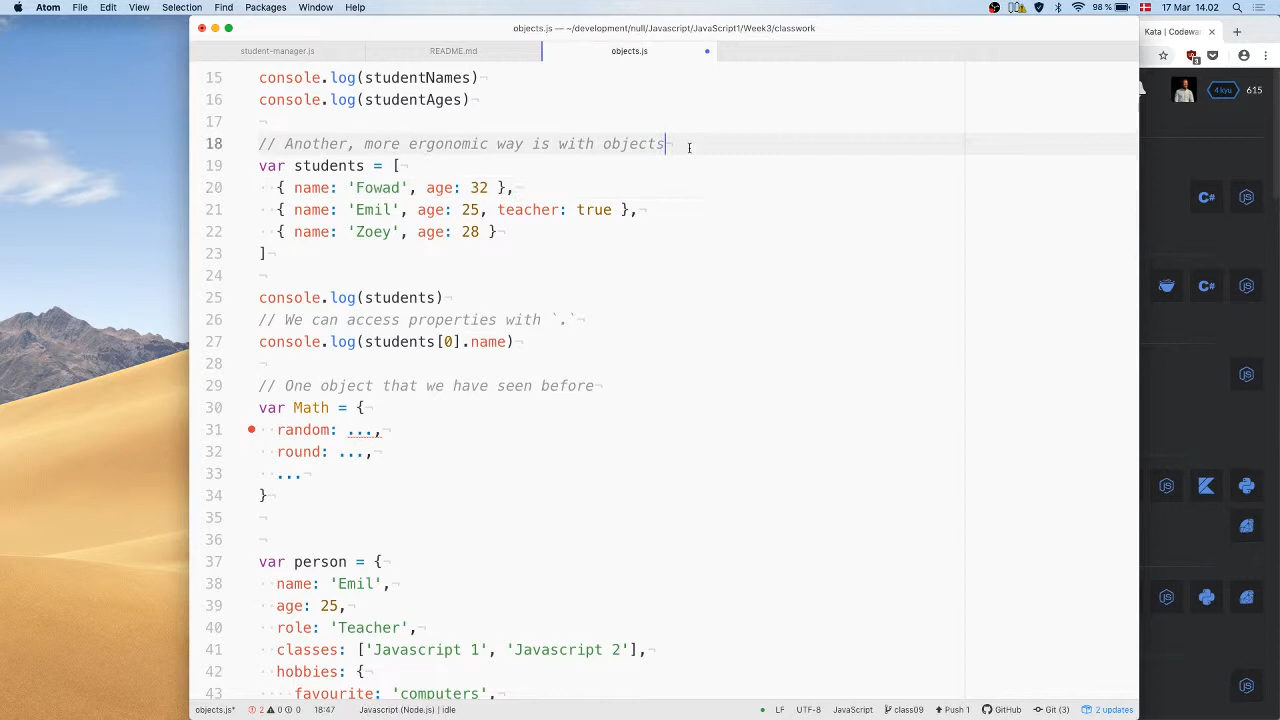 Atom File Edit View Selection Find Packages Window Help 98 % 17 Mar 14.02
objects.js — ~/development/null/Javascript/JavaScript1/Week3/classwork
student-manager.js README.md objects.js
Kata | Codewar
3
4 kyu 615
15 console.log(studentNames)¬
16 console.log(studentAges)¬
17 ¬
18 // Another, more ergonomic way is with objects¬
19 var students = [¬
20 { name: 'Fowad', age: 32 },¬
21 { name: 'Emil', age: 25, teacher: true },¬
22 { name: 'Zoey', age: 28 }¬
23 ]¬
24 ¬
25 console.log(students)¬
26 // We can access properties with `.`¬
27 console.log(students[0].name)¬
28 ¬
29 // One object that we have seen before¬
30 var Math = {¬
31 random: ...,¬
32 round: ...,¬
33 ...¬
34 }¬
35 ¬
36 ¬
37 var person = {¬
38 name: 'Emil',¬
39 age: 25,¬
40 role: 'Teacher',¬
41 classes: ['Javascript 1', 'Javascript 2'],¬
42 hobbies: {¬
43 favourite: 'computers',¬
C#
C#
objects.js* 2 0 0 18:47 Javascript (Node.js) | Idle LF UTF-8 JavaScript class09 Push 1 GitHub Git (3) 2 updates